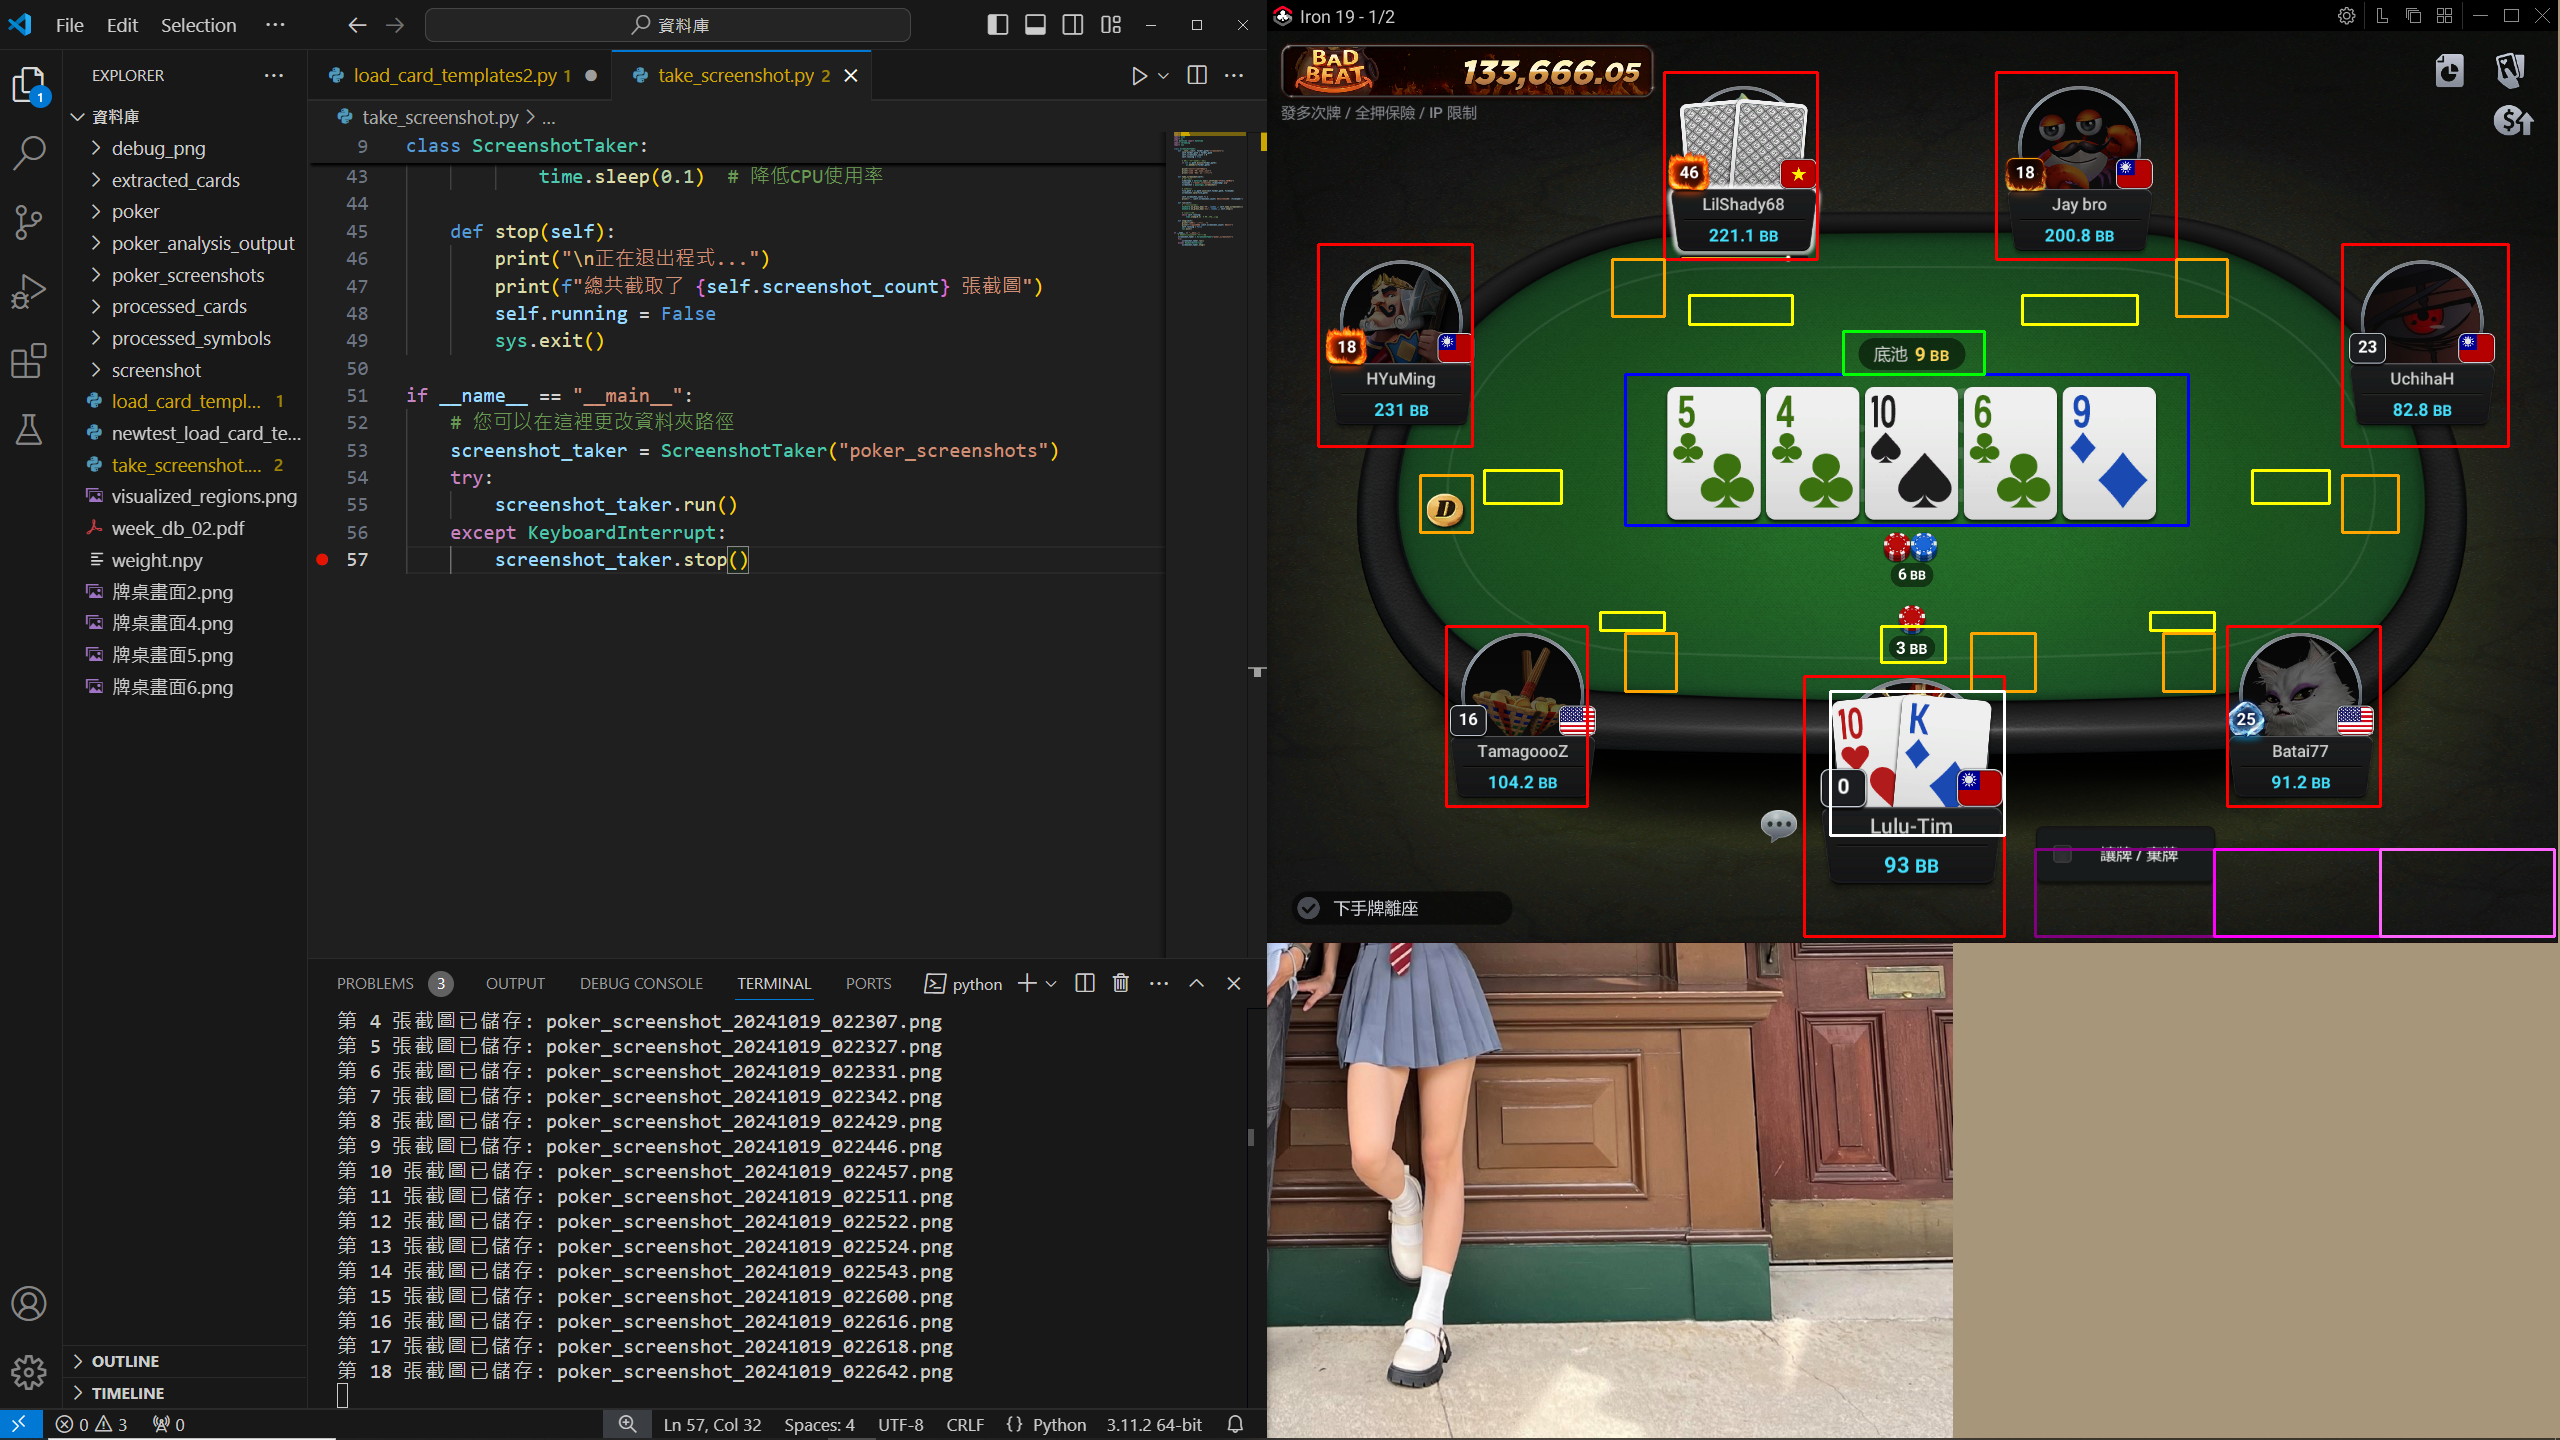 File Edit Selection ···
資料庫
EXPLORER ···
資料庫
debug_png
extracted_cards
poker
poker_analysis_output
poker_screenshots
processed_cards
processed_symbols
screenshot
load_card_templ... 1
newtest_load_card_te...
take_screenshot.... 2
visualized_regions.png
week_db_02.pdf
weight.npy
牌桌畫面2.png
牌桌畫面4.png
牌桌畫面5.png
牌桌畫面6.png
OUTLINE
TIMELINE
1
load_card_templates2.py 1
take_screenshot.py 2
take_screenshot.py > ...
9 class ScreenshotTaker:
43 time.sleep(0.1) # 降低CPU使用率
44
45 def stop(self):
46 print("\n正在退出程式...")
47 print(f"總共截取了 {self.screenshot_count} 張截圖")
48 self.running = False
49 sys.exit()
50
51 if __name__ == "__main__":
52 # 您可以在這裡更改資料夾路徑
53 screenshot_taker = ScreenshotTaker("poker_screenshots")
54 try:
55 screenshot_taker.run()
56 except KeyboardInterrupt:
57 screenshot_taker.stop()
PROBLEMS 3 OUTPUT DEBUG CONSOLE TERMINAL PORTS python
第 4 張截圖已儲存: poker_screenshot_20241019_022307.png
第 5 張截圖已儲存: poker_screenshot_20241019_022327.png
第 6 張截圖已儲存: poker_screenshot_20241019_022331.png
第 7 張截圖已儲存: poker_screenshot_20241019_022342.png
第 8 張截圖已儲存: poker_screenshot_20241019_022429.png
第 9 張截圖已儲存: poker_screenshot_20241019_022446.png
第 10 張截圖已儲存: poker_screenshot_20241019_022457.png
第 11 張截圖已儲存: poker_screenshot_20241019_022511.png
第 12 張截圖已儲存: poker_screenshot_20241019_022522.png
第 13 張截圖已儲存: poker_screenshot_20241019_022524.png
第 14 張截圖已儲存: poker_screenshot_20241019_022543.png
第 15 張截圖已儲存: poker_screenshot_20241019_022600.png
第 16 張截圖已儲存: poker_screenshot_20241019_022616.png
第 17 張截圖已儲存: poker_screenshot_20241019_022618.png
第 18 張截圖已儲存: poker_screenshot_20241019_022642.png
0 3 0 Ln 57, Col 32 Spaces: 4 UTF-8 CRLF {} Python 3.11.2 64-bit
Iron 19 - 1/2
BAD BEAT 133,666.05
發多次牌 / 全押保險 / IP 限制
46
LilShady68
221.1 BB
18
Jay bro
200.8 BB
18
HYuMing
231 BB
23
UchihaH
82.8 BB
底池 9 BB
5 4 10 6 9
D
6 BB
3 BB
16
TamagoooZ
104.2 BB
10 K
0
Lulu-Tim
93 BB
25
Batai77
91.2 BB
讓牌 / 棄牌
下手牌離座